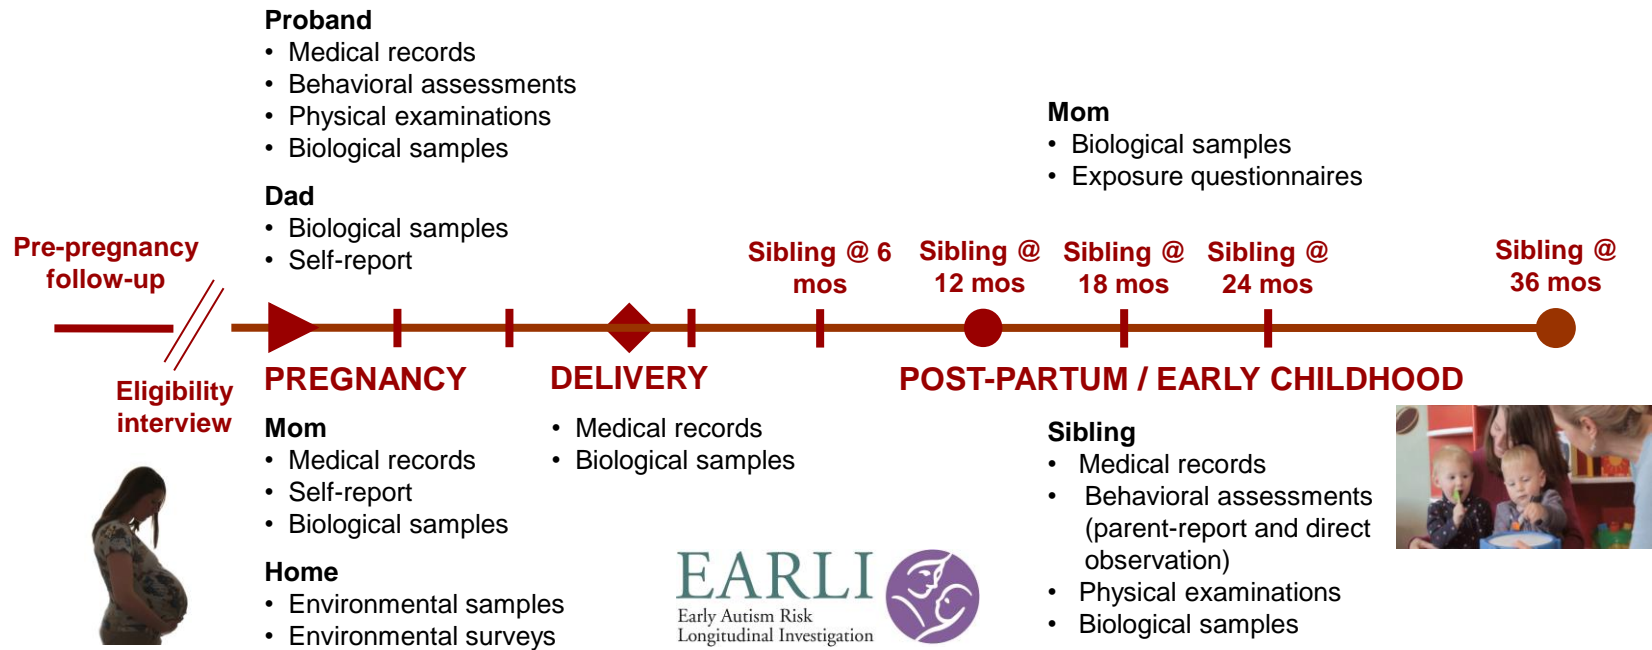 Proband
• Medical records
• Behavioral assessments
• Physical examinations
• Biological samples
Dad
• Biological samples
• Self-report
Mom
• Biological samples
• Exposure questionnaires
Pre-pregnancy
follow-up
Sibling @ 6
mos
Sibling @
12 mos
Sibling @
18 mos
Sibling @
24 mos
Sibling @
36 mos
Eligibility
interview
PREGNANCY
DELIVERY
POST-PARTUM / EARLY CHILDHOOD
Mom
• Medical records
• Self-report
• Biological samples
Home
• Environmental samples
• Environmental surveys
• Medical records
• Biological samples
EARLI
Early Autism Risk
Longitudinal Investigation
Sibling
• Medical records
• Behavioral assessments
(parent-report and direct
observation)
• Physical examinations
• Biological samples